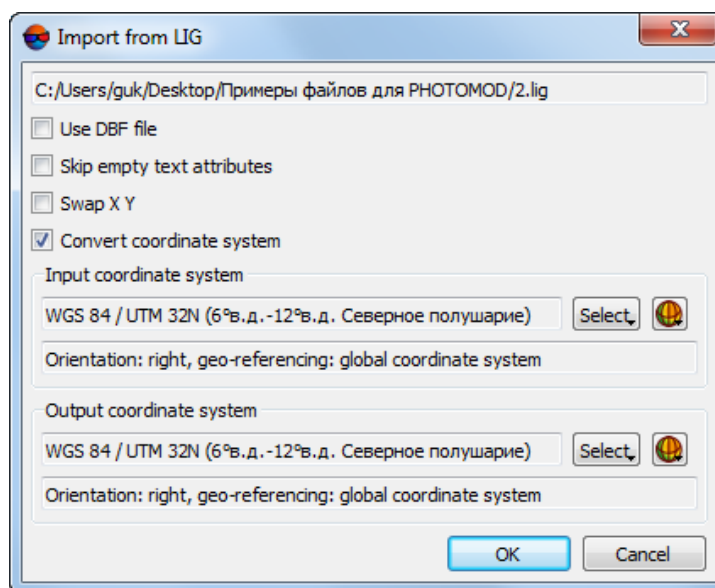 Import from LIG
C:/Users/guk/Desktop/Примеры файлов для PHOTOMOD/2.lig
Use DBF file
Skip empty text attributes
Swap X Y
Convert coordinate system
Input coordinate system
WGS 84 / UTM 32N (6°в.д.-12°в.д. Северное полушарие) Select
Orientation: right, geo-referencing: global coordinate system
Output coordinate system
WGS 84 / UTM 32N (6°в.д.-12°в.д. Северное полушарие) Select
Orientation: right, geo-referencing: global coordinate system
OK Cancel